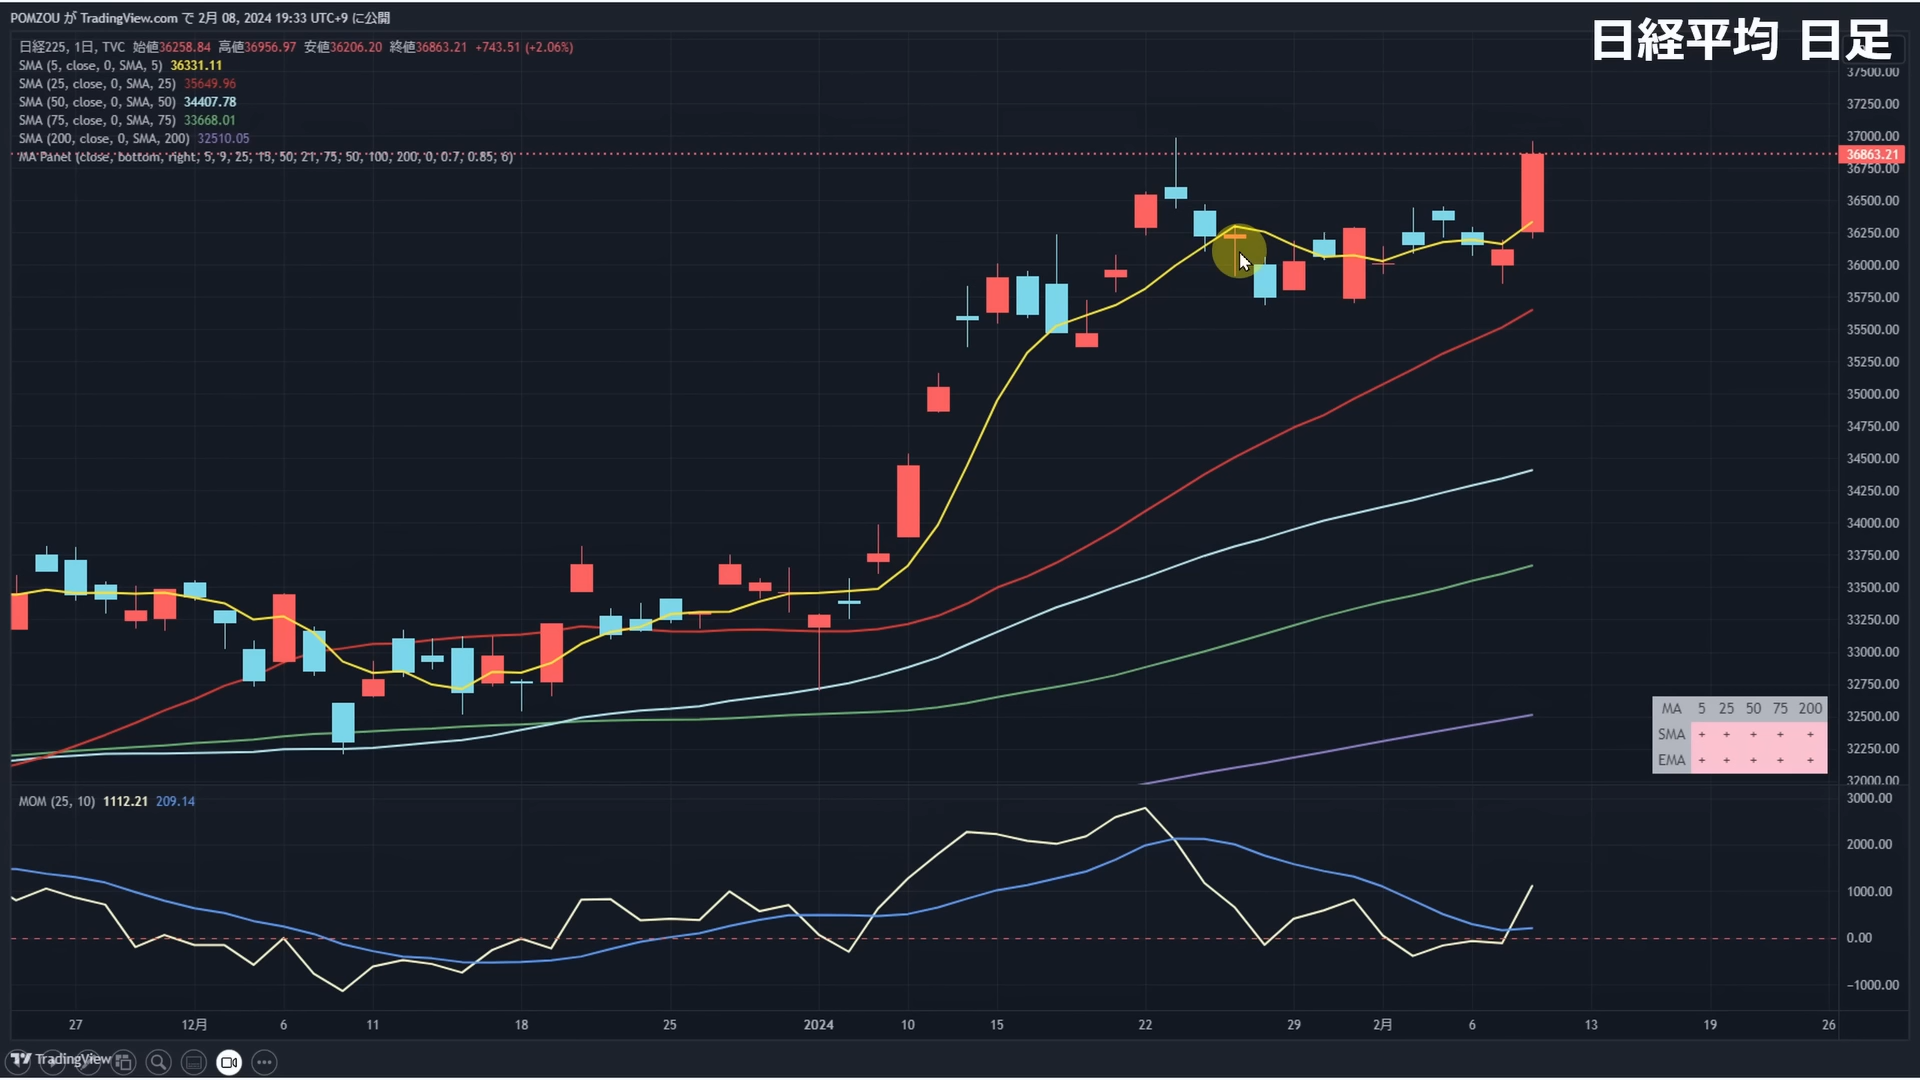 POMZOU が TradingView.com で 2月 08, 2024 19:33 UTC+9 に公開
日経平均 日足
日経225, 1日, TVC 始値36258.84 高値36956.97 安値36206.20 終値36863.21 +743.51 (+2.06%)
SMA (5, close, 0, SMA, 5) 36331.11
SMA (25, close, 0, SMA, 25) 35649.96
SMA (50, close, 0, SMA, 50) 34407.78
SMA (75, close, 0, SMA, 75) 33668.01
SMA (200, close, 0, SMA, 200) 32510.05
MA Panel (close, bottom, right, 5, 9, 25, 15, 50, 21, 75, 50, 100, 200, 0, 0.7, 0.85, 6)
37500.00
37250.00
37000.00
36863.21
36750.00
36500.00
36250.00
36000.00
35750.00
35500.00
35250.00
35000.00
34750.00
34500.00
34250.00
34000.00
33750.00
33500.00
33250.00
33000.00
32750.00
32500.00
32250.00
32000.00
MA 5 25 50 75 200
SMA + + + + +
EMA + + + + +
MOM (25, 10) 1112.21 209.14
3000.00
2000.00
1000.00
0.00
−1000.00
27 12月 6 11 18 25 2024 10 15 22 29 2月 6 13 19 26
TradingView